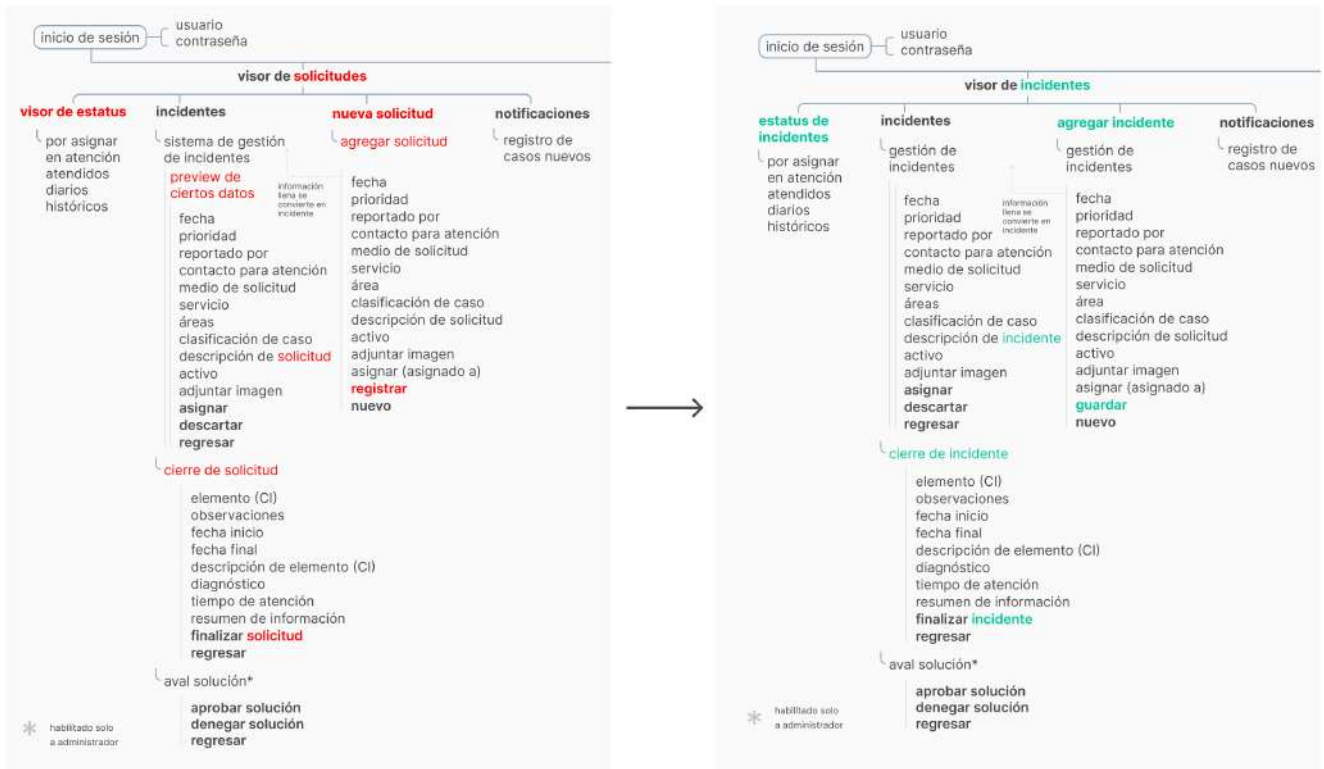 inicio de sesión
usuario
contraseña
visor de solicitudes
visor de estatus
por asignar
en atención
atendidos
diarios
históricos
incidentes
sistema de gestión
de incidentes
preview de
ciertos datos
fecha
prioridad
reportado por
contacto para atención
medio de solicitud
servicio
áreas
clasificación de caso
descripción de solicitud
activo
adjuntar imagen
asignar
descartar
regresar
información
llena se
convierte en
incidente
cierre de solicitud
elemento (CI)
observaciones
fecha inicio
fecha final
descripción de elemento (CI)
diagnóstico
tiempo de atención
resumen de información
finalizar solicitud
regresar
aval solución*
aprobar solución
denegar solución
regresar
nueva solicitud
agregar solicitud
fecha
prioridad
reportado por
contacto para atención
medio de solicitud
servicio
área
clasificación de caso
descripción de solicitud
activo
adjuntar imagen
asignar (asignado a)
registrar
nuevo
notificaciones
registro de
casos nuevos
* habilitado solo
a administrador
inicio de sesión
usuario
contraseña
visor de incidentes
estatus de
incidentes
por asignar
en atención
atendidos
diarios
históricos
incidentes
gestión de
incidentes
fecha
prioridad
reportado por
contacto para atención
medio de solicitud
servicio
áreas
clasificación de caso
descripción de incidente
activo
adjuntar imagen
asignar
descartar
regresar
información
llena se
convierte en
incidente
cierre de incidente
elemento (CI)
observaciones
fecha inicio
fecha final
descripción de elemento (CI)
diagnóstico
tiempo de atención
resumen de información
finalizar incidente
regresar
aval solución*
aprobar solución
denegar solución
regresar
agregar incidente
gestión de
incidentes
fecha
prioridad
reportado por
contacto para atención
medio de solicitud
servicio
área
clasificación de caso
descripción de solicitud
activo
adjuntar imagen
asignar (asignado a)
guardar
nuevo
notificaciones
registro de
casos nuevos
* habilitado solo
a administrador